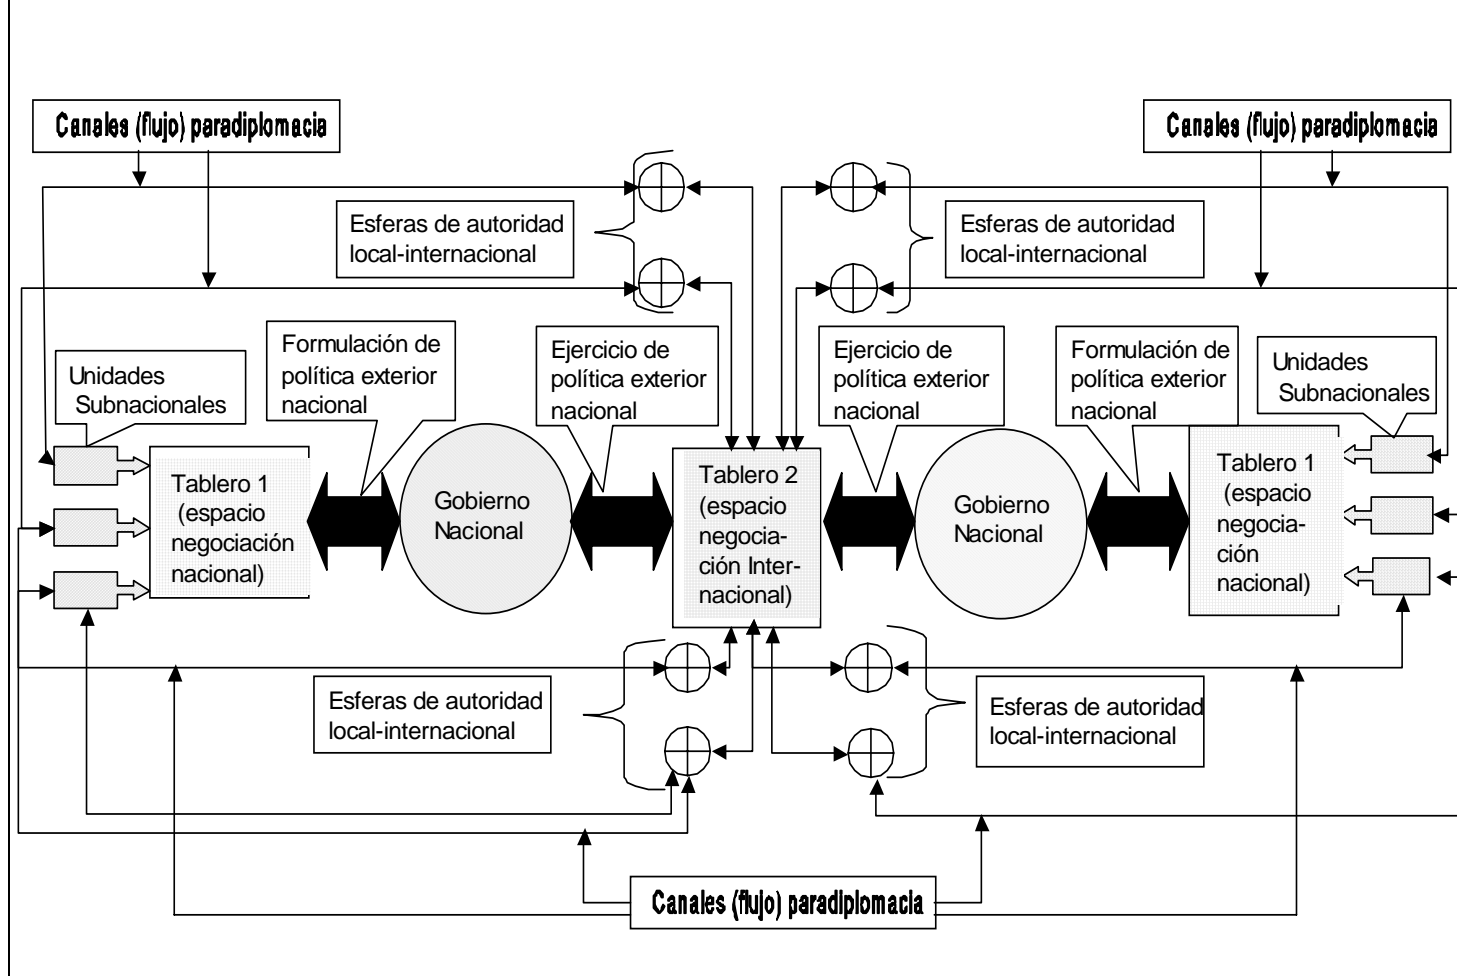 Canales (flujo) paradiplomacia
Canales (flujo) paradiplomacia
Esferas de autoridad
local-internacional
Esferas de autoridad
local-internacional
Unidades
Subnacionales
Formulación de
política exterior
nacional
Ejercicio de
política exterior
nacional
Ejercicio de
política exterior
nacional
Formulación de
política exterior
nacional
Unidades
Subnacionales
Tablero 1
(espacio
negociación
nacional)
Gobierno
Nacional
Tablero 2
(espacio
negocia-
ción Inter-
nacional)
Gobierno
Nacional
Tablero 1
(espacio
negocia-
ción
nacional)
Esferas de autoridad
local-internacional
Esferas de autoridad
local-internacional
Canales (flujo) paradiplomacia